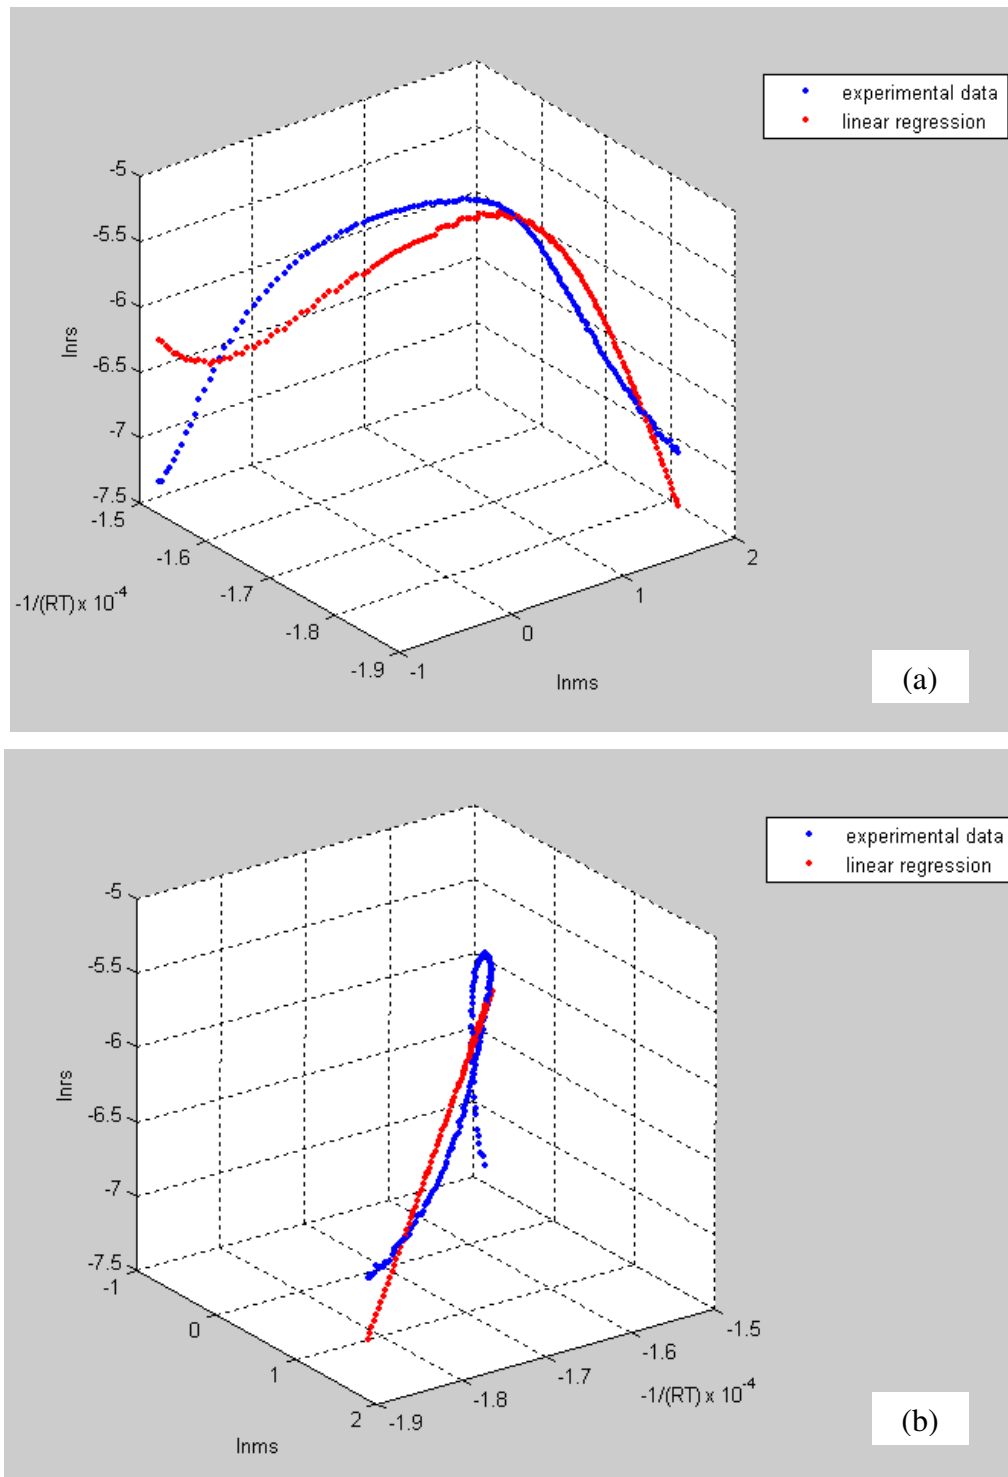 experimental data
linear regression
-5
-5.5
-6
-6.5
-7
-7.5
lnrs
-1.5
-1.6
-1.7
-1.8
-1.9
-1/(RT) x 10^-4
-1
0
1
2
lnms
(a)
experimental data
linear regression
-5
-5.5
-6
-6.5
-7
-7.5
lnrs
-1
0
1
2
lnms
-1.9
-1.8
-1.7
-1.6
-1.5
-1/(RT) x 10^-4
(b)